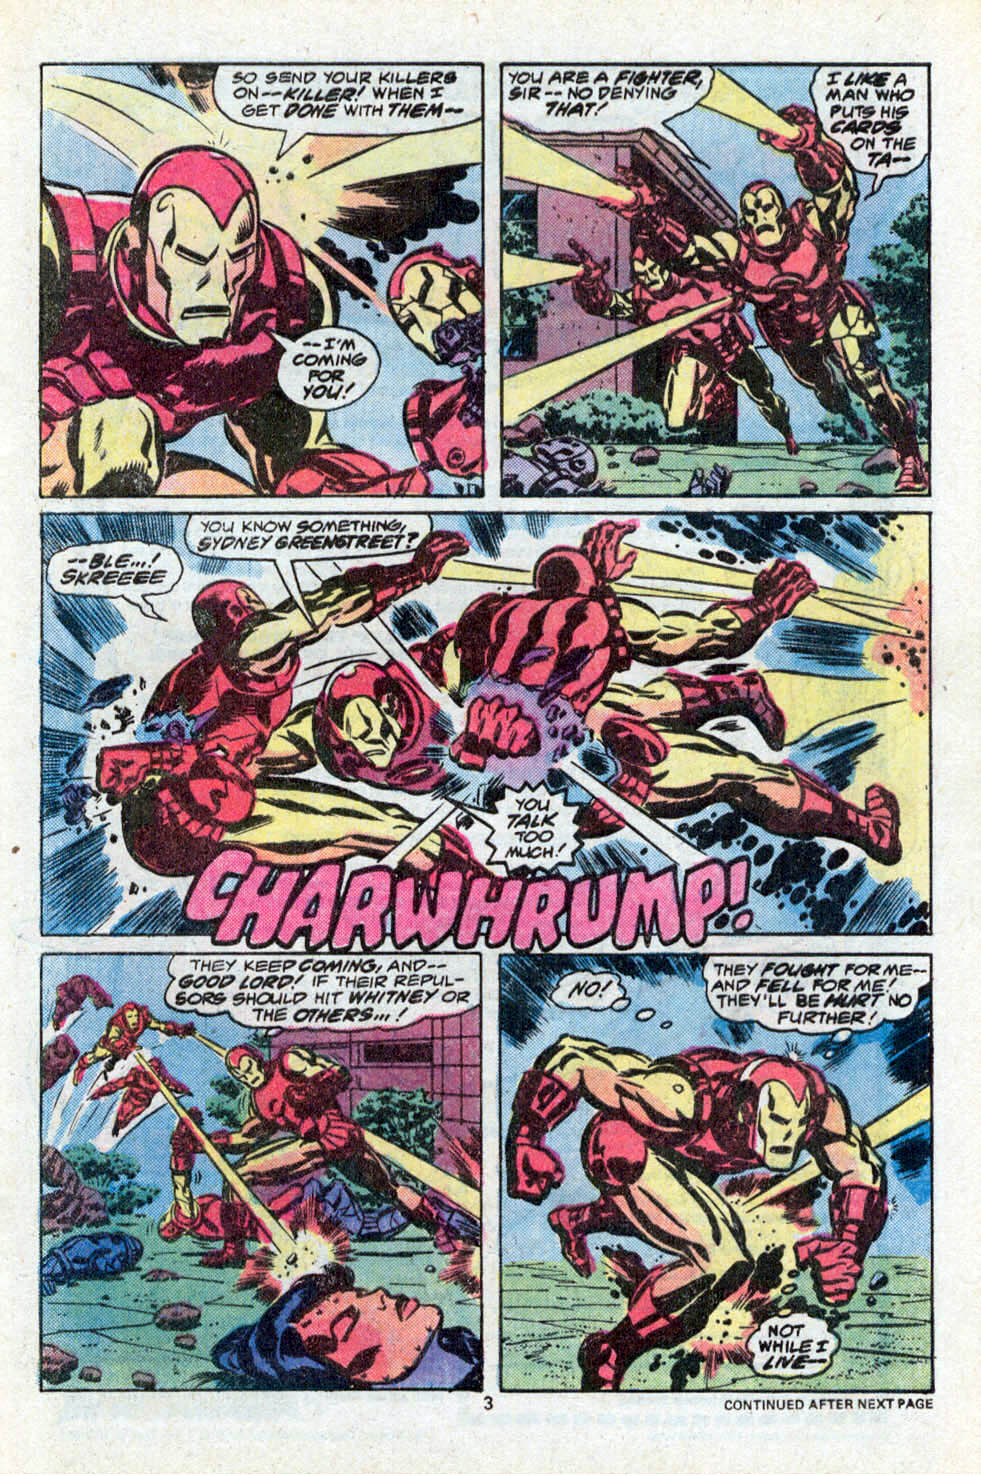 SO SEND YOUR KILLERS
ON--KILLER! WHEN I
GET DONE WITH THEM--
--I'M
COMING
FOR
YOU!
YOU ARE A FIGHTER,
SIR--NO DENYING
THAT!
I LIKE A
MAN WHO
PUTS HIS
CARDS
ON THE
TA--
--BLE...!
SKREEEE
YOU KNOW SOMETHING,
SYDNEY GREENSTREET?
YOU
TALK
TOO
MUCH!
CHARWHRUMP!
THEY KEEP COMING, AND--
GOOD LORD! IF THEIR REPUL-
SORS SHOULD HIT WHITNEY OR
THE OTHERS...!
NO!
THEY FOUGHT FOR ME--
AND FELL FOR ME!
THEY'LL BE HURT NO
FURTHER!
NOT
WHILE I
LIVE--
3
CONTINUED AFTER NEXT PAGE